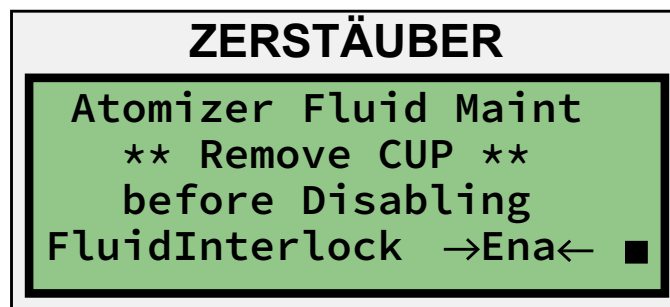 ZERSTÄUBER
Atomizer Fluid Maint
** Remove CUP **
before Disabling
FluidInterlock →Ena← ■